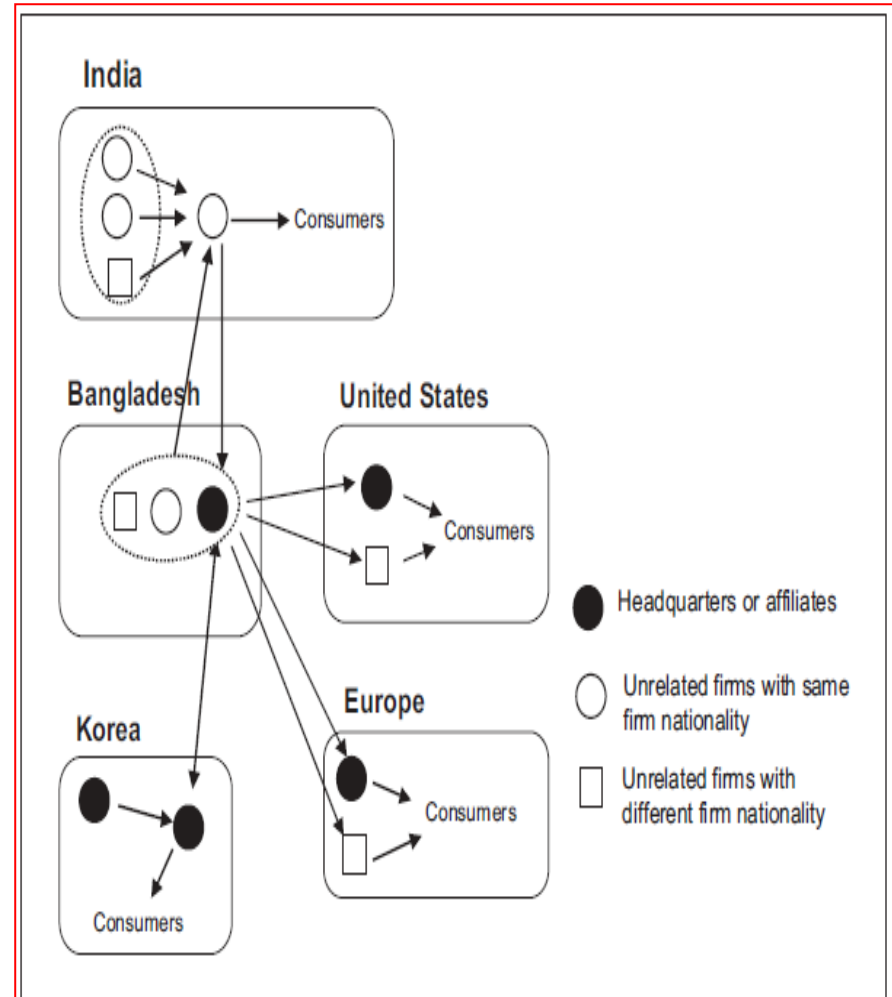 India
Consumers
Bangladesh
United States
Consumers
Headquarters or affiliates
Unrelated firms with same
firm nationality
Europe
Korea
Unrelated firms with
different firm nationality
Consumers
Consumers